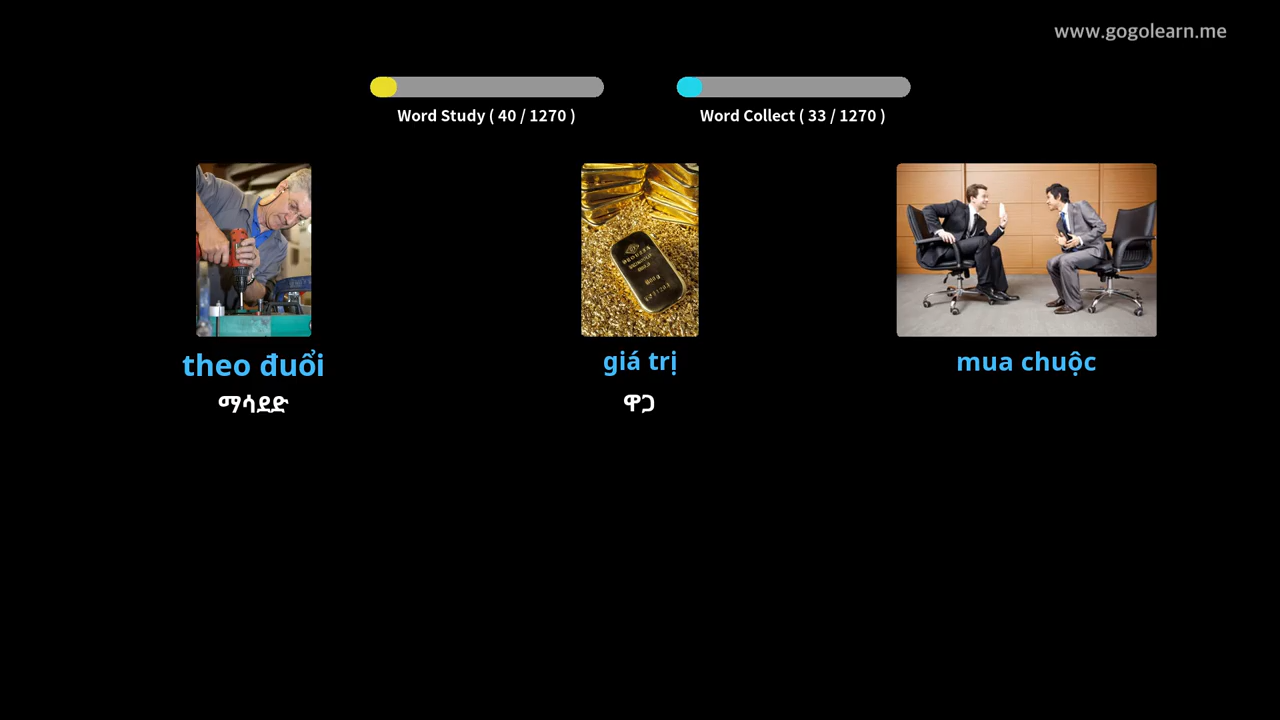 www.gogolearn.me
Word Study ( 40 / 1270 )
Word Collect ( 33 / 1270 )
theo đuổi
ማሳደድ
giá trị
ዋጋ
mua chuộc